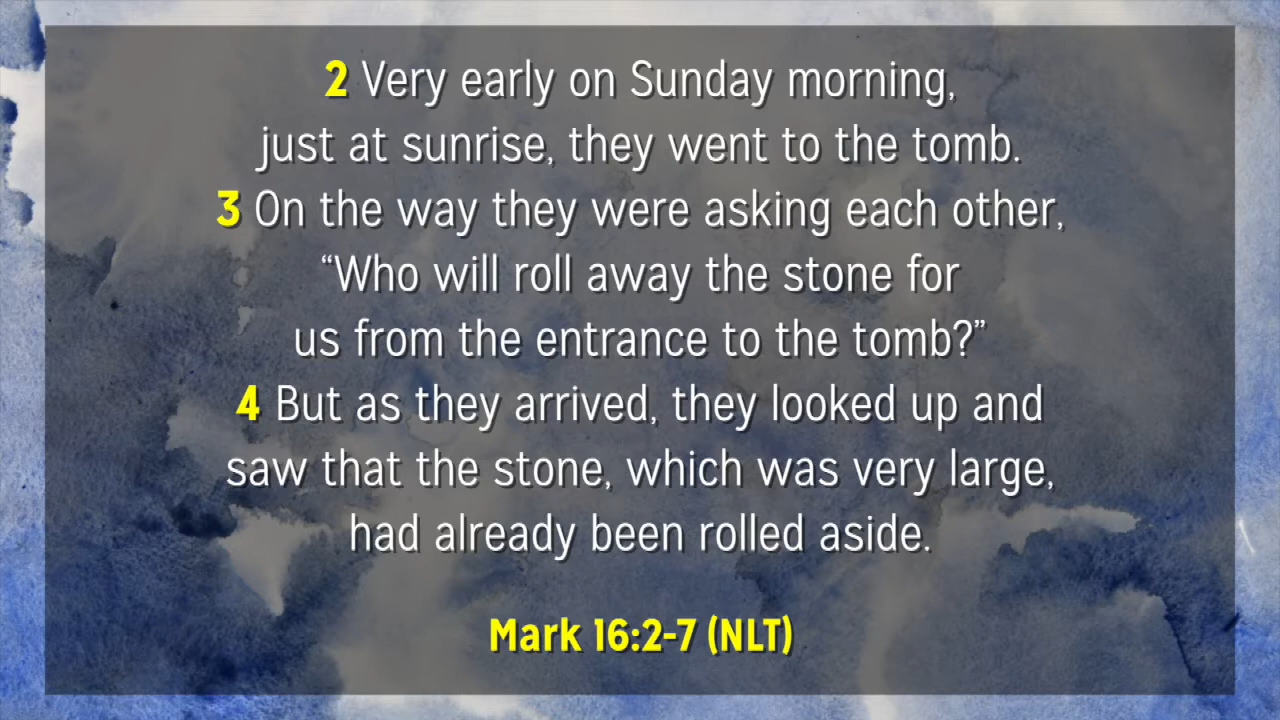 2 Very early on Sunday morning,
just at sunrise, they went to the tomb.
3 On the way they were asking each other,
“Who will roll away the stone for
us from the entrance to the tomb?”
4 But as they arrived, they looked up and
saw that the stone, which was very large,
had already been rolled aside.
Mark 16:2-7 (NLT)